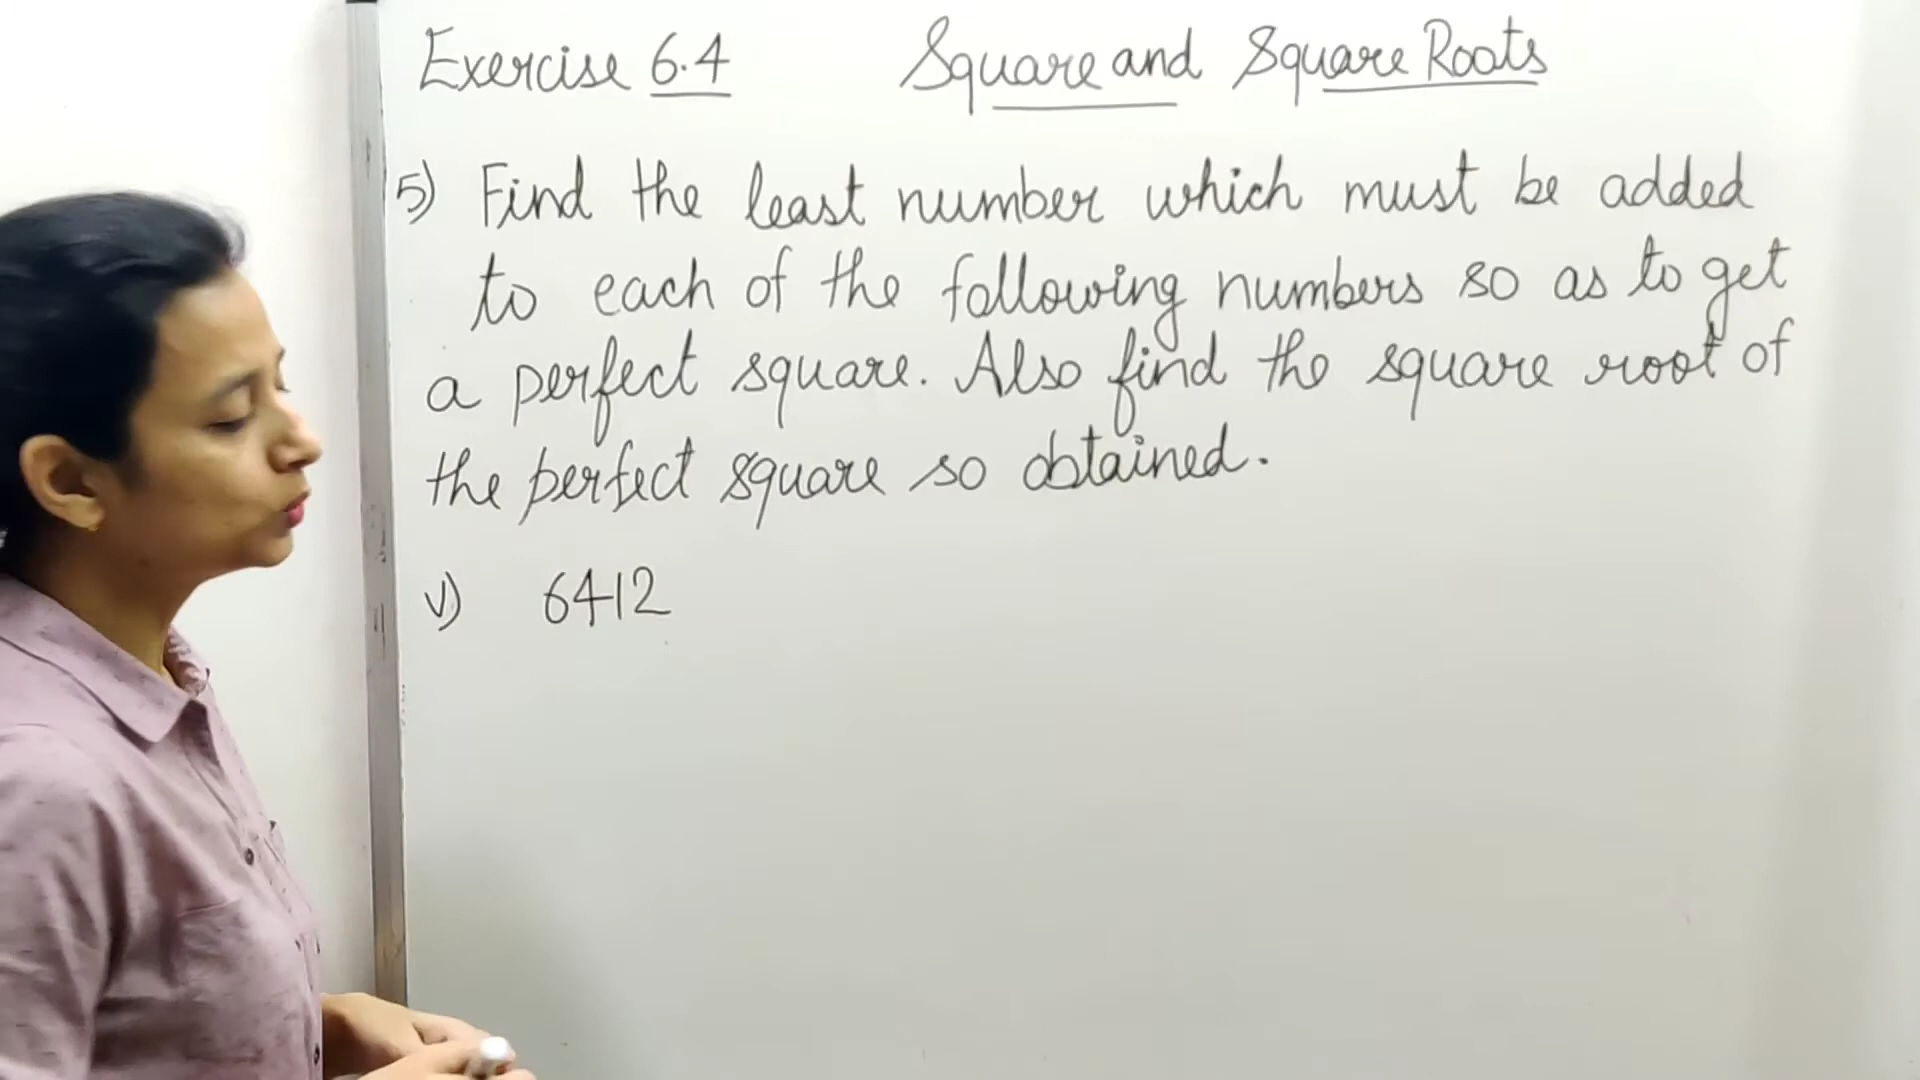 Exercise 6.4 Square and Square Roots
5) Find the least number which must be added
to each of the following numbers so as to get
a perfect square. Also find the square root of
the perfect square so obtained.
v) 6412